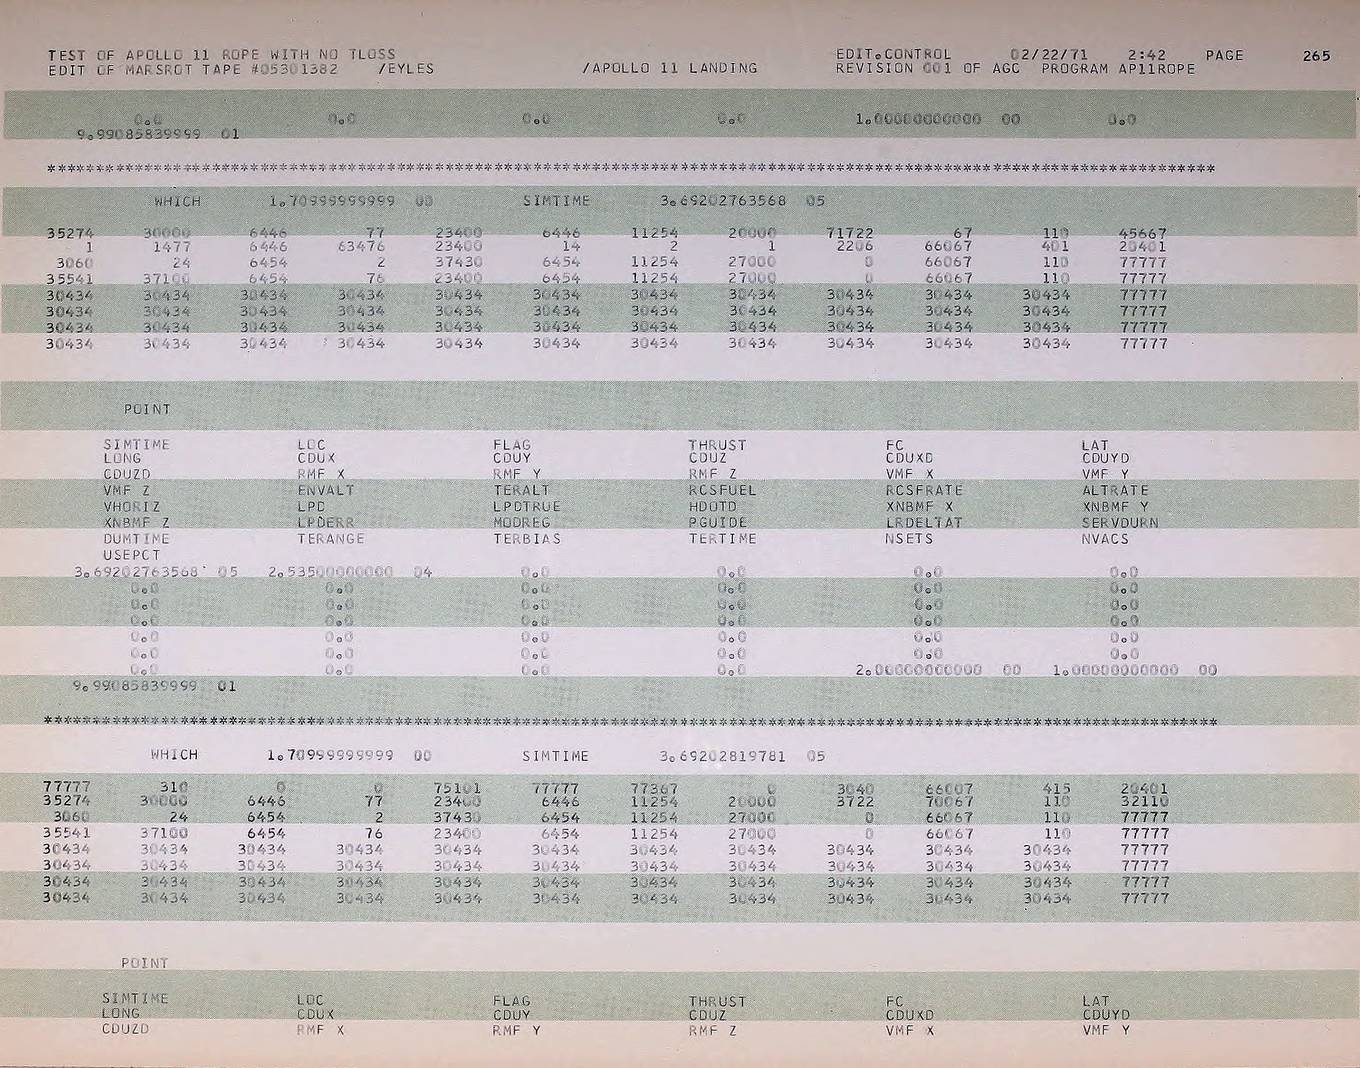 TEST OF APOLLO 11 ROPE WITH NO TLOSS EDIT.CONTROL 02/22/71 2:42 PAGE 265
EDIT OF MARSROT TAPE #05301382 /EYLES /APOLLO 11 LANDING REVISION 001 OF AGC PROGRAM AP11ROPE
0.0 0.0 0.0 0.0 1.00000000000 00 0.0
9.99085839999 01
************************************************************************************************************************
WHICH 1.70999999999 00 SIMTIME 3.69202763568 05
35274 30000 6446 77 23400 6446 11254 20000 71722 67 110 45667
1 1477 6446 63476 23400 14 2 1 2206 66067 401 20401
3060 24 6454 2 37430 6454 11254 27000 0 66067 110 77777
35541 37100 6454 76 23400 6454 11254 27000 0 66067 110 77777
30434 30434 30434 30434 30434 30434 30434 30434 30434 30434 30434 77777
30434 30434 30434 30434 30434 30434 30434 30434 30434 30434 30434 77777
30434 30434 30434 30434 30434 30434 30434 30434 30434 30434 30434 77777
30434 30434 30434 30434 30434 30434 30434 30434 30434 30434 30434 77777
POINT
SIMTIME LOC FLAG THRUST FC LAT
LONG CDUX CDUY CDUZ CDUXD CDUYD
CDUZD RMF X RMF Y RMF Z VMF X VMF Y
VMF Z ENVALT TERALT RCSFUEL RCSFRATE ALTRATE
VHORIZ LPD LPDTRUE HDOTD XNBMF X XNBMF Y
XNBMF Z LPDERR MODREG PGUIDE LRDELTAT SERVDURN
DUMTIME TERANGE TERBIAS TERTIME NSETS NVACS
USEPCT
3.69202763568 05 2.53500000000 04 0.0 0.0 0.0 0.0
0.0 0.0 0.0 0.0 0.0 0.0
0.0 0.0 0.0 0.0 0.0 0.0
0.0 0.0 0.0 0.0 0.0 0.0
0.0 0.0 0.0 0.0 0.0 0.0
0.0 0.0 0.0 0.0 0.0 0.0
0.0 0.0 0.0 0.0 2.00000000000 00 1.00000000000 00
9.99085839999 01
************************************************************************************************************************
WHICH 1.70999999999 00 SIMTIME 3.69202819781 05
77777 310 0 0 75101 77777 77367 0 3040 66007 415 20401
35274 30000 6446 77 23400 6446 11254 20000 3722 70067 110 32110
3060 24 6454 2 37430 6454 11254 27000 0 66067 110 77777
35541 37100 6454 76 23400 6454 11254 27000 0 66067 110 77777
30434 30434 30434 30434 30434 30434 30434 30434 30434 30434 30434 77777
30434 30434 30434 30434 30434 30434 30434 30434 30434 30434 30434 77777
30434 30434 30434 30434 30434 30434 30434 30434 30434 30434 30434 77777
30434 30434 30434 30434 30434 30434 30434 30434 30434 30434 30434 77777
POINT
SIMTIME LOC FLAG THRUST FC LAT
LONG CDUX CDUY CDUZ CDUXD CDUYD
CDUZD RMF X RMF Y RMF Z VMF X VMF Y